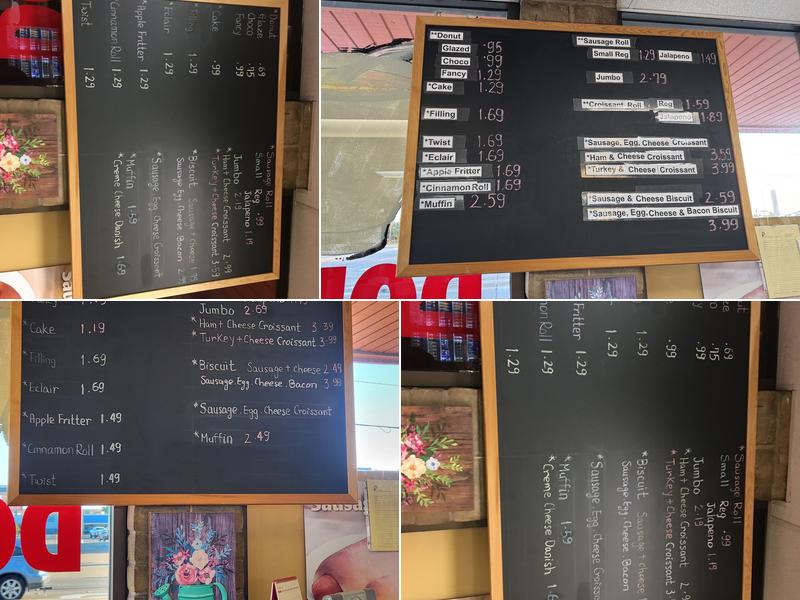 *Donut
Glaze .69
Choco .75
Fancy .99
*Cake .99
*Filling 1.29
*Eclair 1.29
*Apple Fritter 1.29
*Cinnamon Roll 1.29
*Twist 1.29
*Sausage Roll
Small Reg .99
Jalapeno 1.19
Jumbo 2.19
*Ham + Cheese Croissant 2.99
*Turkey + Cheese Croissant 3.59
*Biscuit Sausage + Cheese 1.79
Sausage.Egg.Cheese.Bacon
*Sausage.Egg.Cheese Croissant
*Muffin 1.59
*Creme Cheese Danish 1.69
**Donut
Glazed .95
Choco .99
Fancy 1.29
*Cake 1.29
*Filling 1.69
*Twist 1.69
*Eclair 1.69
*Apple Fritter 1.69
*Cinnamon Roll 1.69
*Muffin 2.59
**Sausage Roll
Small Reg 1.29 Jalapeno 1.49
Jumbo 2.79
**Croissant Roll Reg 1.59
Jalapeno 1.89
*Sausage, Egg, Cheese Croissant
*Ham & Cheese Croissant 3.59
*Turkey & Cheese Croissant 3.99
*Sausage & Cheese Biscuit 2.59
*Sausage, Egg.Cheese & Bacon Biscuit
3.99
DO
*Cake 1.19
*Filling 1.69
*Eclair 1.69
*Apple Fritter 1.49
*Cinnamon Roll 1.49
*Twist 1.49
Jumbo 2.69
*Ham + Cheese Croissant 3.39
*Turkey + Cheese Croissant 3.99
*Biscuit Sausage + Cheese 2.49
Sausage.Egg.Cheese.Bacon 3.99
*Sausage.Egg.Cheese Croissant
*Muffin 2.49
DO
Sausa
.69
.75
.99
.99
1.29
1.29
Fritter 1.29
Roll 1.29
1.29
*Sausage Roll
Small Reg .99
Jalapeno 1.19
Jumbo 2.19
*Ham + Cheese Croissant 2.9
*Turkey + Cheese Croissant 3.
*Biscuit Sausage + Cheese
Sausage.Egg.Cheese.Bacon
*Sausage.Egg.Cheese Croissa
*Muffin 1.59
*Creme Cheese Danish 1.6